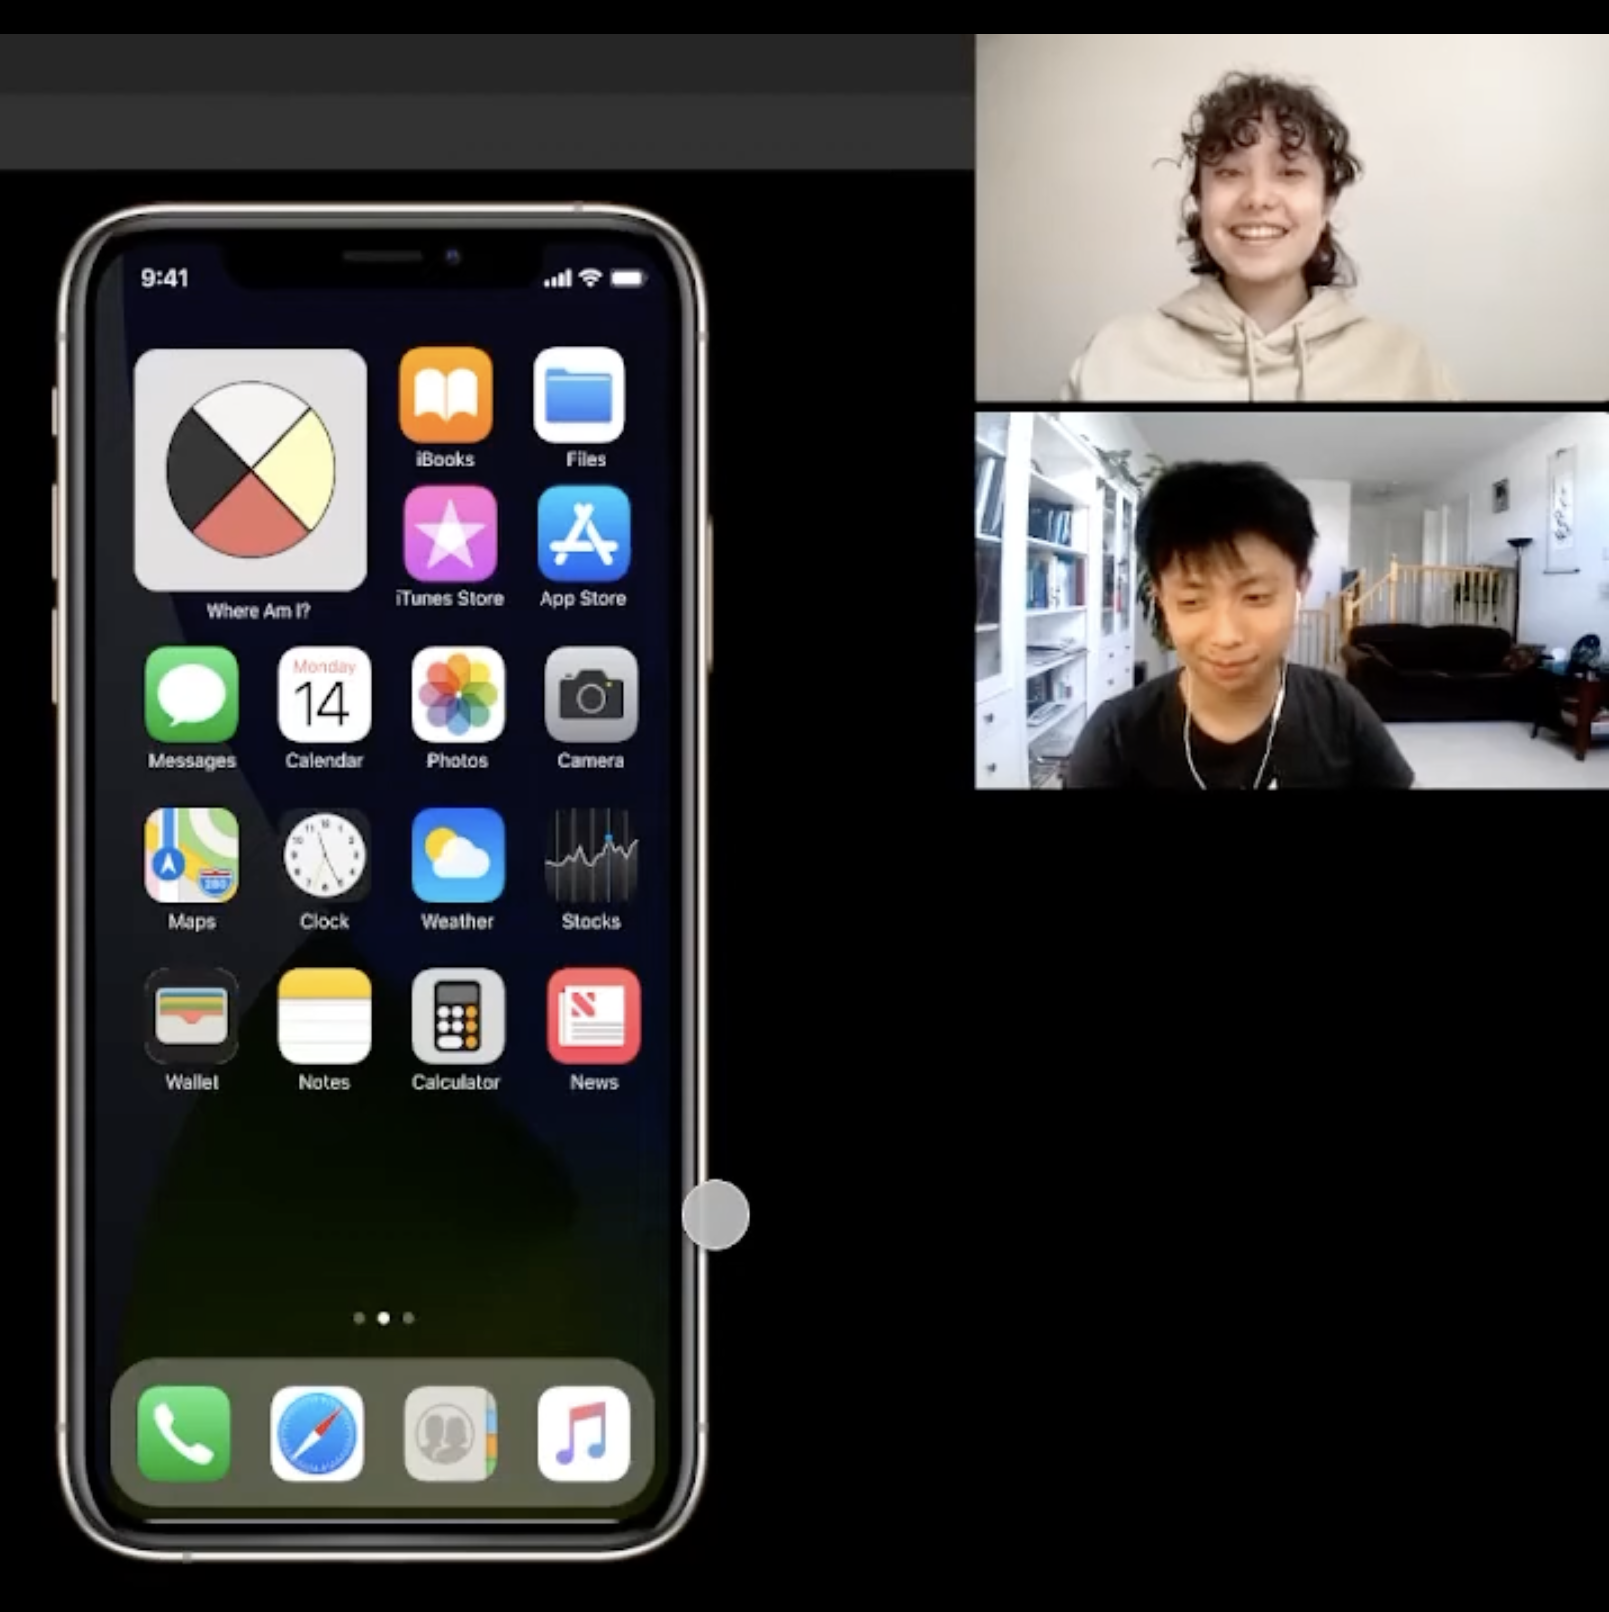 9:41
iBooks
Files
iTunes Store
App Store
Where Am I?
Monday
14
Messages
Calendar
Photos
Camera
280
Maps
Clock
Weather
Stocks
Wallet
Notes
Calculator
News